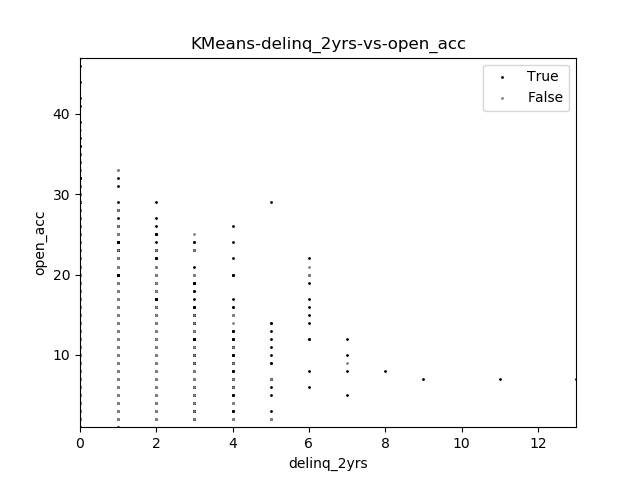 KMeans-delinq_2yrs-vs-open_acc
True
False
40
30
20
10
open_acc
0 2 4 6 8 10 12
delinq_2yrs